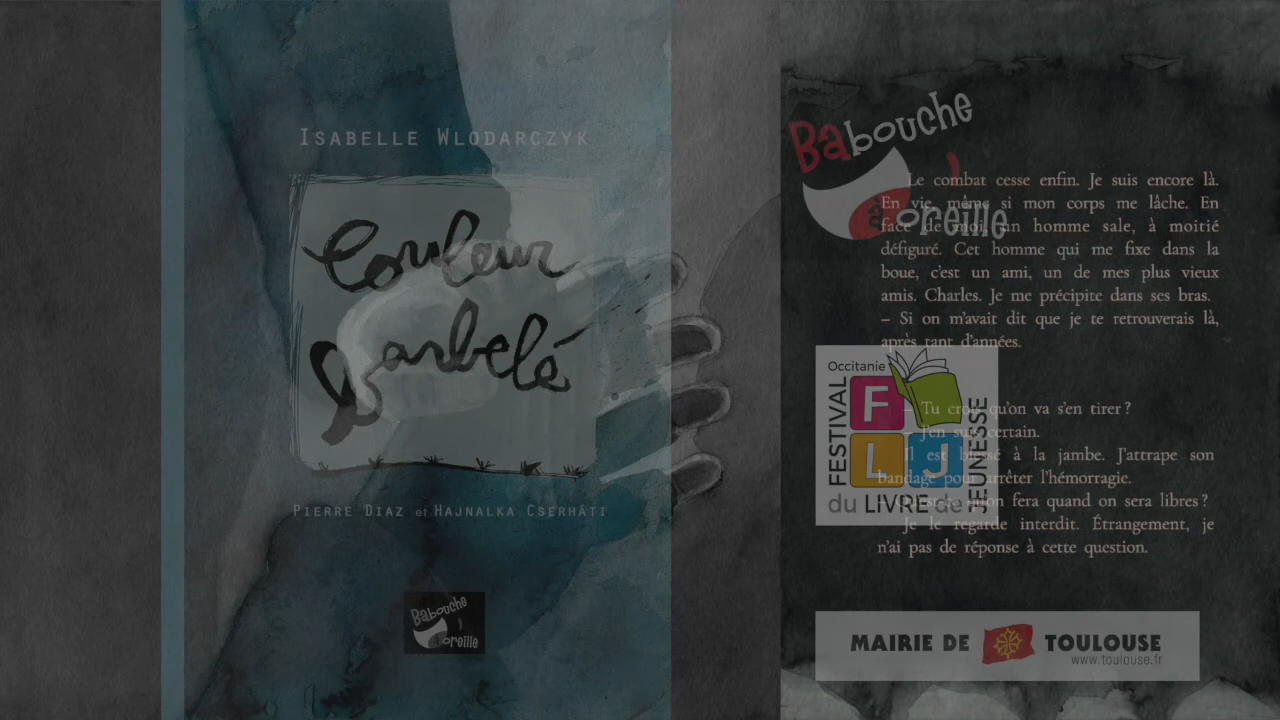 ISABELLE WLODARCZYK
Couleur
barbelé
PIERRE DIAZ et HAJNALKA CSERHÁTI
Babouche
à
oreille
Babouche
à
oreille
Le combat cesse enfin. Je suis encore là.
En vie, même si mon corps me lâche. En
face de moi, un homme sale, à moitié
défiguré. Cet homme qui me fixe dans la
boue, c'est un ami, un de mes plus vieux
amis. Charles. Je me précipite dans ses bras.
– Si on m'avait dit que je te retrouverais là,
après tant d'années.
– Tu crois qu'on va s'en tirer ?
– J'en suis certain.
Il est blessé à la jambe. J'attrape son
bandage pour arrêter l'hémorragie.
qu'on fera quand on sera libres ?
Je le regarde interdit. Étrangement, je
n'ai pas de réponse à cette question.
Occitanie
FESTIVAL
F
L J
du LIVRE de
JEUNESSE
MAIRIE DE TOULOUSE
www.toulouse.fr